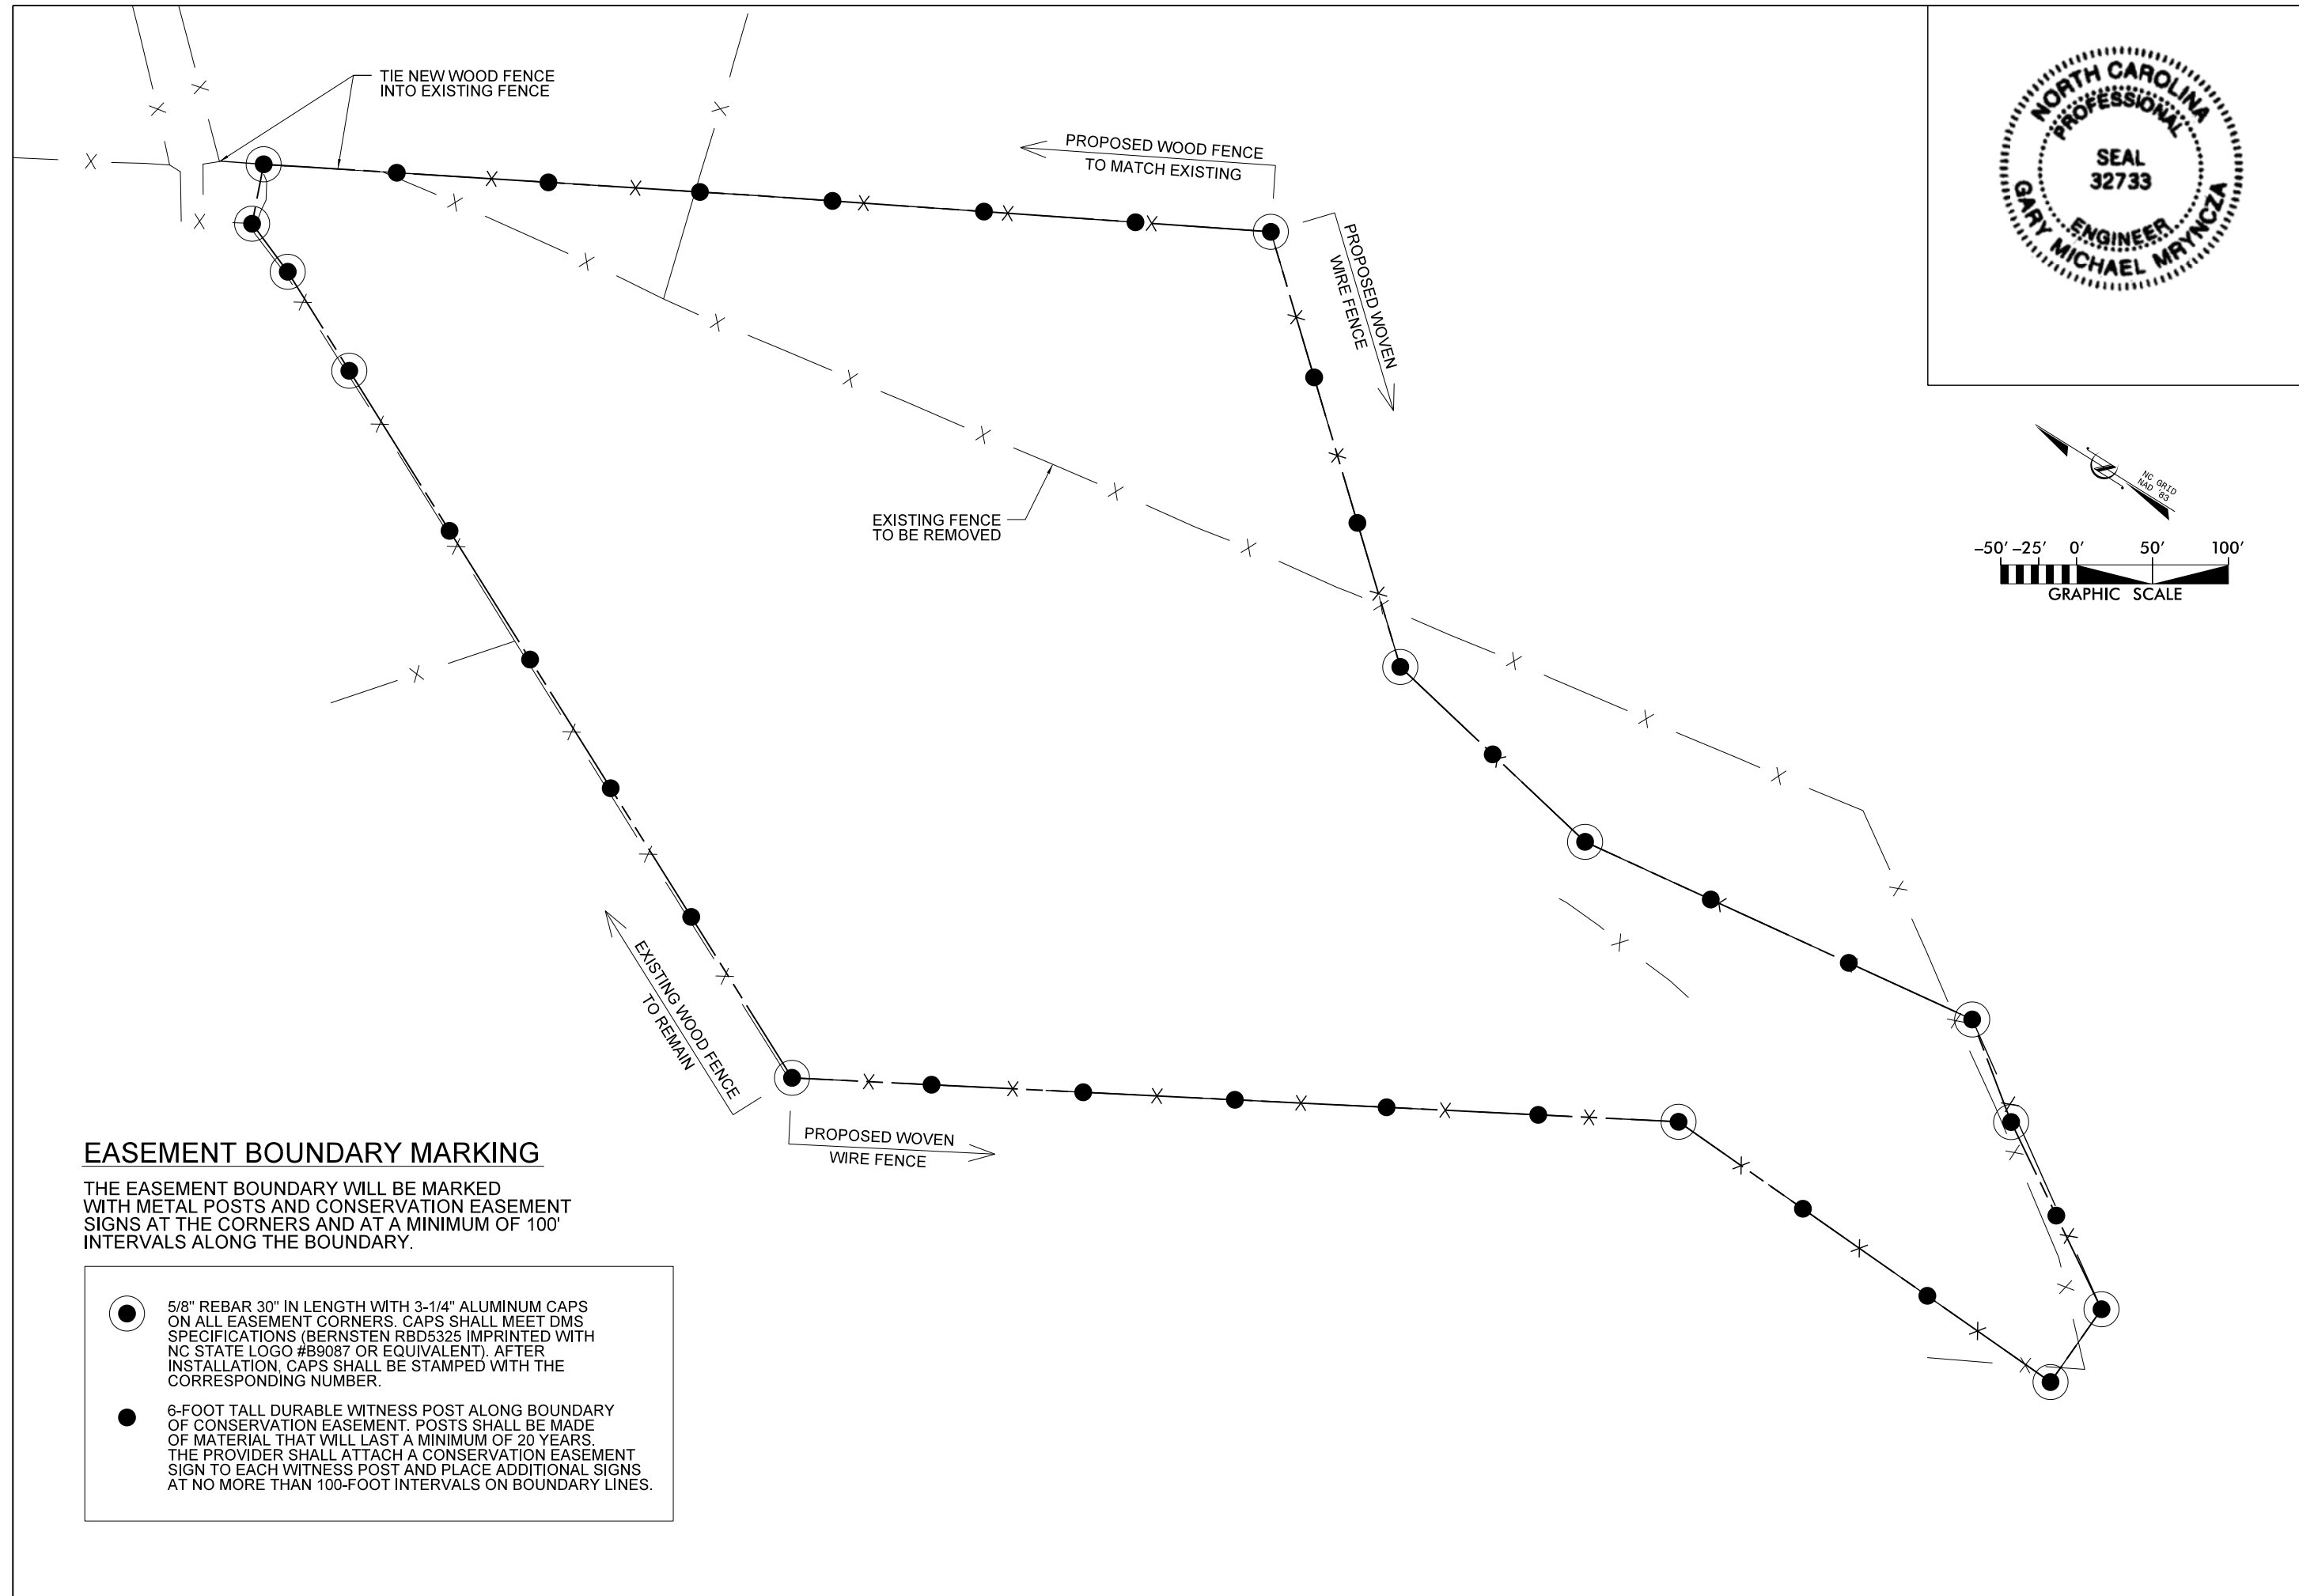 TIE NEW WOOD FENCE
INTO EXISTING FENCE
PROPOSED WOOD FENCE
TO MATCH EXISTING
PROPOSED WOVEN
WIRE FENCE
NORTH CAROLINA
PROFESSIONAL
SEAL
32733
ENGINEER
GARY MICHAEL MRYNCZA
N
NC GRID
NAD '83
–50' –25' 0' 50' 100'
GRAPHIC SCALE
EXISTING FENCE
TO BE REMOVED
EXISTING WOOD FENCE
TO REMAIN
PROPOSED WOVEN
WIRE FENCE
EASEMENT BOUNDARY MARKING
THE EASEMENT BOUNDARY WILL BE MARKED
WITH METAL POSTS AND CONSERVATION EASEMENT
SIGNS AT THE CORNERS AND AT A MINIMUM OF 100'
INTERVALS ALONG THE BOUNDARY.
5/8" REBAR 30" IN LENGTH WITH 3-1/4" ALUMINUM CAPS
ON ALL EASEMENT CORNERS. CAPS SHALL MEET DMS
SPECIFICATIONS (BERNSTEN RBD5325 IMPRINTED WITH
NC STATE LOGO #B9087 OR EQUIVALENT). AFTER
INSTALLATION, CAPS SHALL BE STAMPED WITH THE
CORRESPONDING NUMBER.
6-FOOT TALL DURABLE WITNESS POST ALONG BOUNDARY
OF CONSERVATION EASEMENT. POSTS SHALL BE MADE
OF MATERIAL THAT WILL LAST A MINIMUM OF 20 YEARS.
THE PROVIDER SHALL ATTACH A CONSERVATION EASEMENT
SIGN TO EACH WITNESS POST AND PLACE ADDITIONAL SIGNS
AT NO MORE THAN 100-FOOT INTERVALS ON BOUNDARY LINES.